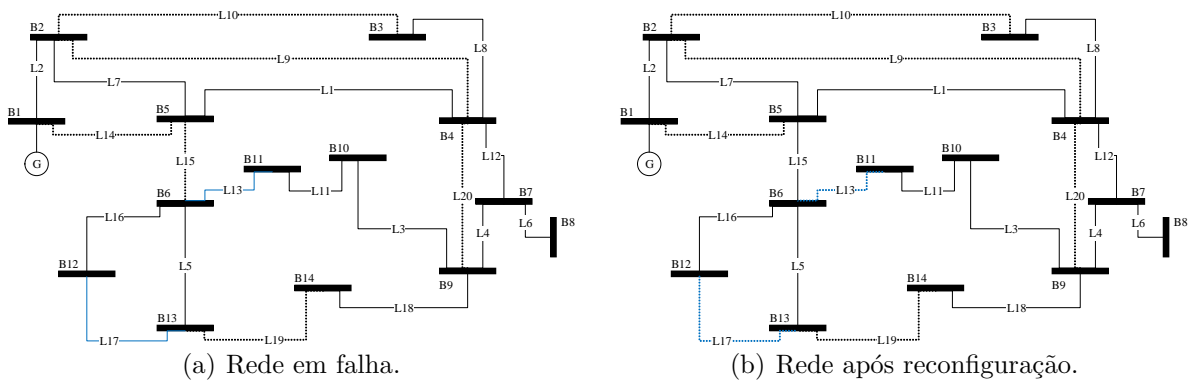 L10
B2
B3
L8
L2
L9
L7
L1
B1
B5
L14
B4
G
L15
B11
B10
L12
B6
L13
L11
L20
B7
L16
L6
B8
L3
L4
B12
L5
B14
B9
L18
B13
L17
L19
(a) Rede em falha.
L10
B2
B3
L8
L2
L9
L7
L1
B1
B5
L14
B4
G
L15
B11
B10
L12
B6
L13
L11
L20
B7
L16
L6
B8
L3
L4
B12
L5
B14
B9
L18
B13
L17
L19
(b) Rede após reconfiguração.